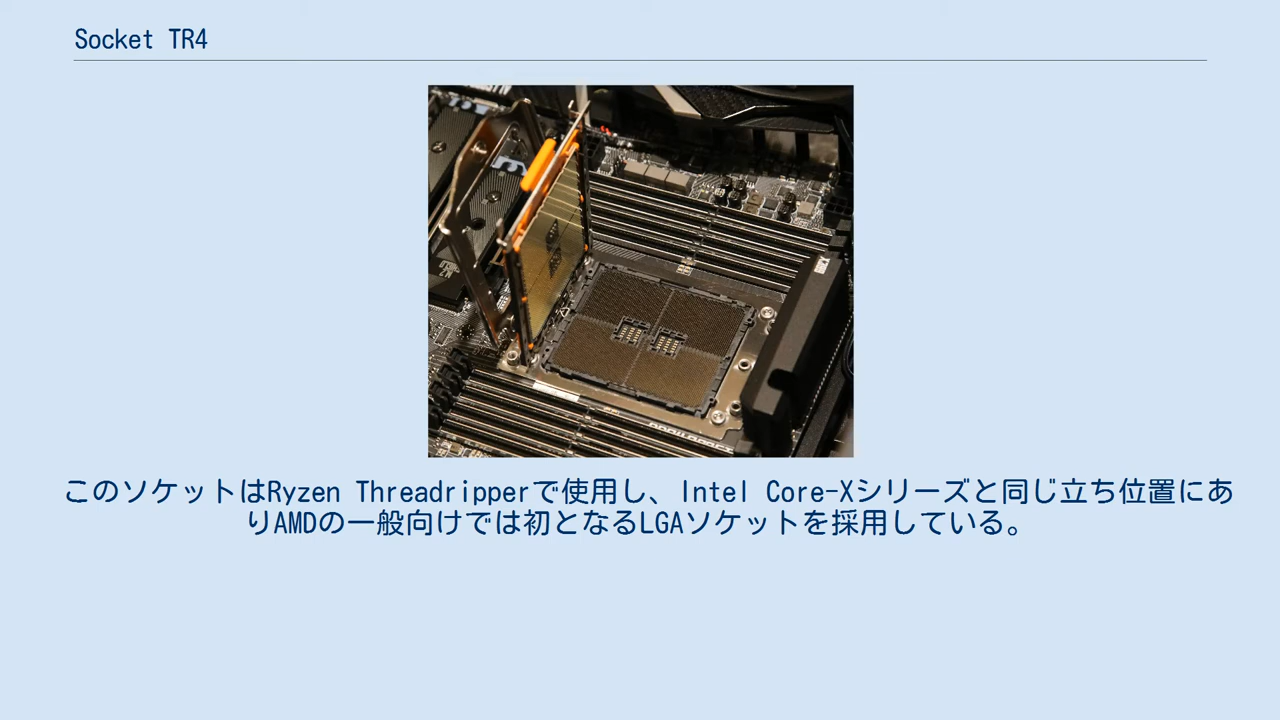 Socket TR4
このソケットはRyzen Threadripperで使用し、Intel Core-Xシリーズと同じ立ち位置にあ
りAMDの一般向けでは初となるLGAソケットを採用している。